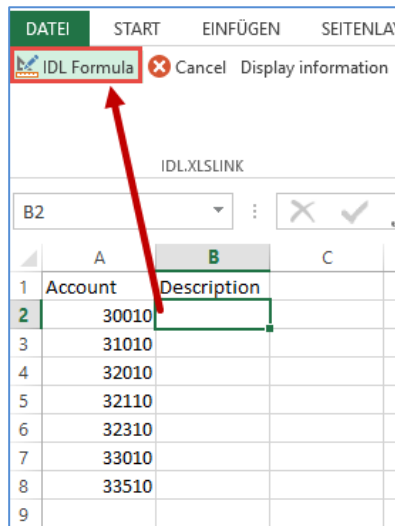 DATEI START EINFÜGEN SEITENLA
IDL Formula Cancel Display information
IDL.XLSLINK
B2
A B C
1 Account Description
2 30010
3 31010
4 32010
5 32110
6 32310
7 33010
8 33510
9